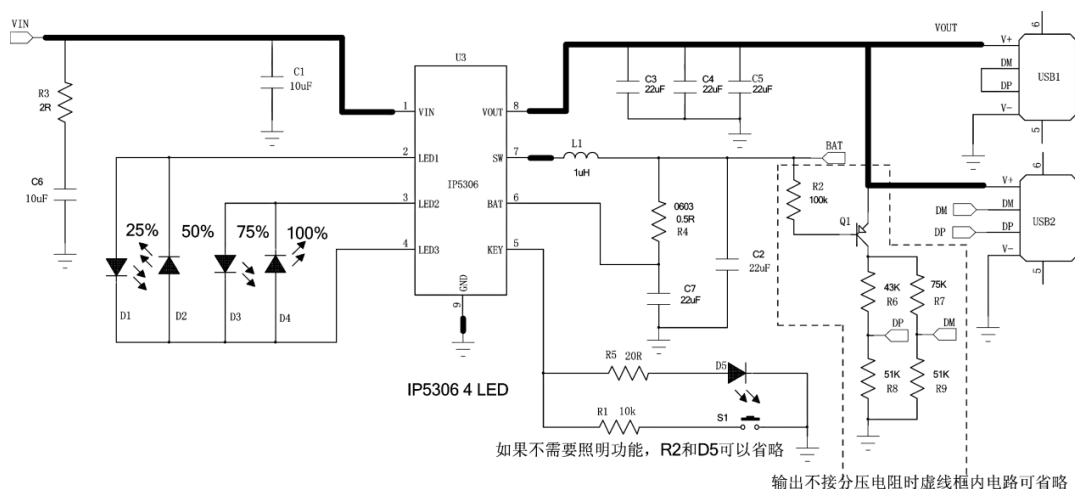 VIN
VOUT
6
V+
DM
DP
V-
USB1
5
R3
2R
C1
10uF
U3
C3
22uF
C4
22uF
C5
22uF
1
VIN
VOUT
8
2
LED1
SW
7
L1
1uH
BAT
IP5306
3
LED2
BAT
6
4
LED3
KEY
5
GND
9
C6
10uF
25%
50%
75%
100%
D1
D2
D3
D4
0603
0.5R
R4
R2
100k
Q1
C2
22uF
C7
22uF
6
V+
DM
DM
DP
DP
V-
USB2
5
43K
R6
75K
R7
DP
DM
51K
R8
51K
R9
R5
20R
D5
R1
10k
S1
IP5306 4 LED
如果不需要照明功能，R2和D5可以省略
输出不接分压电阻时虚线框内电路可省略